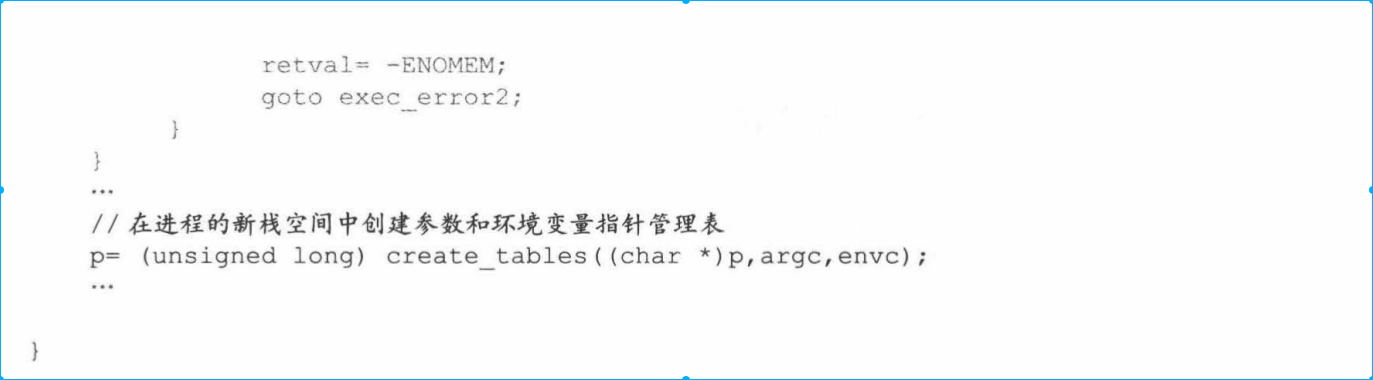 retval= -ENOMEM;
goto exec_error2;
}
}
…
// 在进程的新栈空间中创建参数和环境变量指针管理表
p= (unsigned long) create_tables((char *)p,argc,envc);
…
}